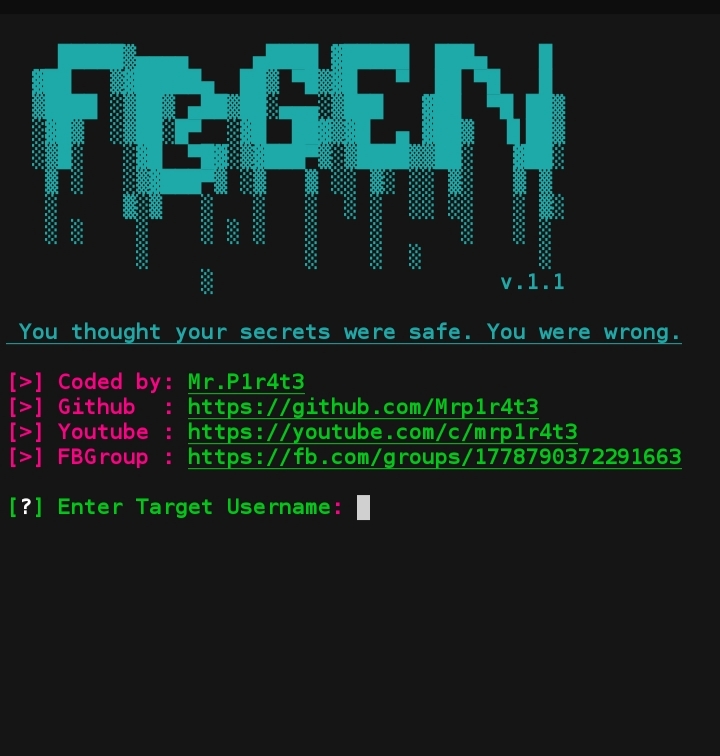 FBGEN
v.1.1
You thought your secrets were safe. You were wrong.
[>] Coded by: Mr.P1r4t3
[>] Github  : https://github.com/Mrp1r4t3
[>] Youtube : https://youtube.com/c/mrp1r4t3
[>] FBGroup : https://fb.com/groups/1778790372291663
[?] Enter Target Username: